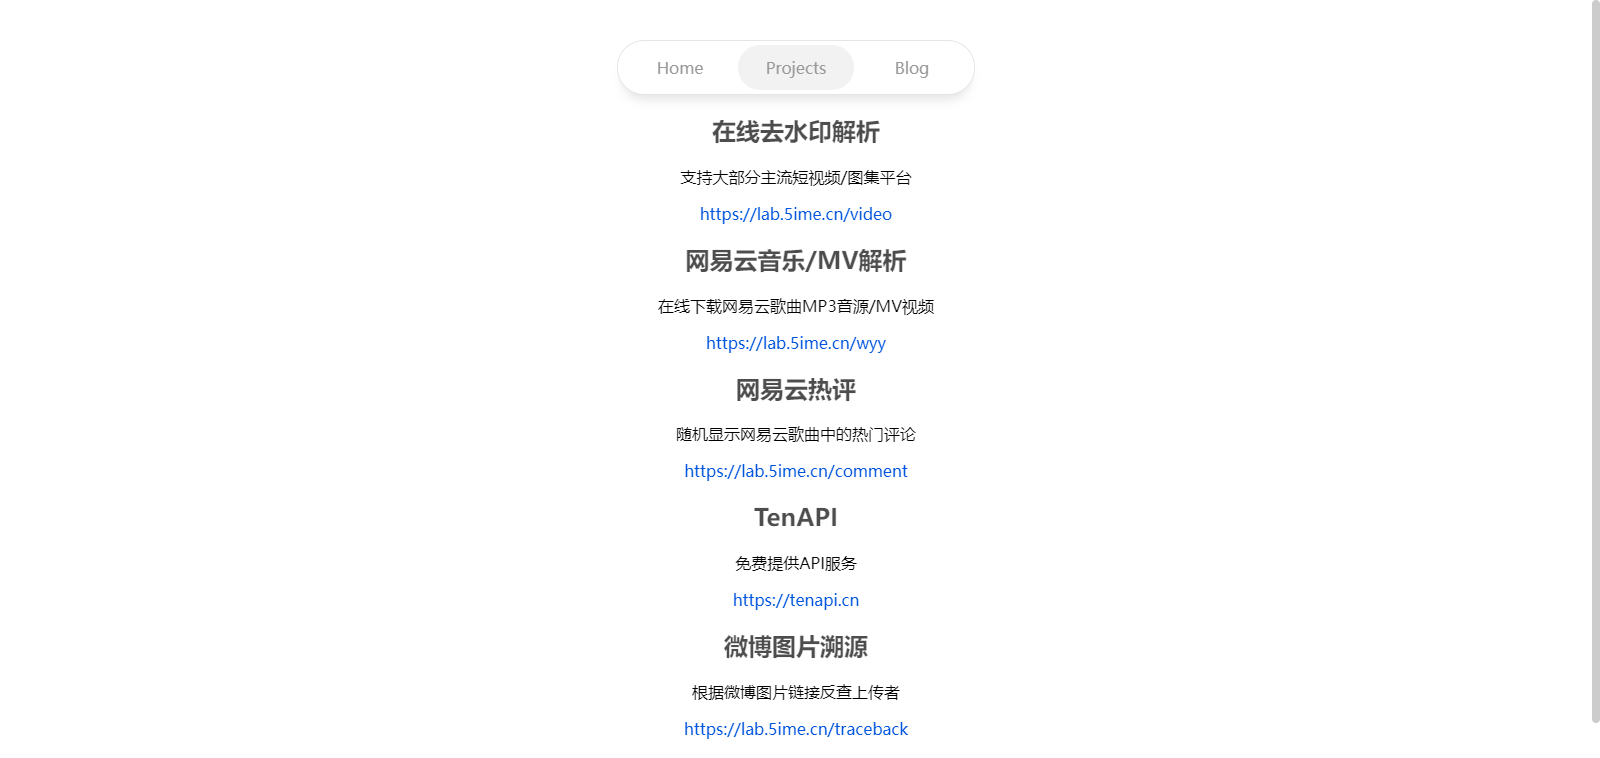 Home Projects Blog
在线去水印解析
支持大部分主流短视频/图集平台
https://lab.5ime.cn/video
网易云音乐/MV解析
在线下载网易云歌曲MP3音源/MV视频
https://lab.5ime.cn/wyy
网易云热评
随机显示网易云歌曲中的热门评论
https://lab.5ime.cn/comment
TenAPI
免费提供API服务
https://tenapi.cn
微博图片溯源
根据微博图片链接反查上传者
https://lab.5ime.cn/traceback